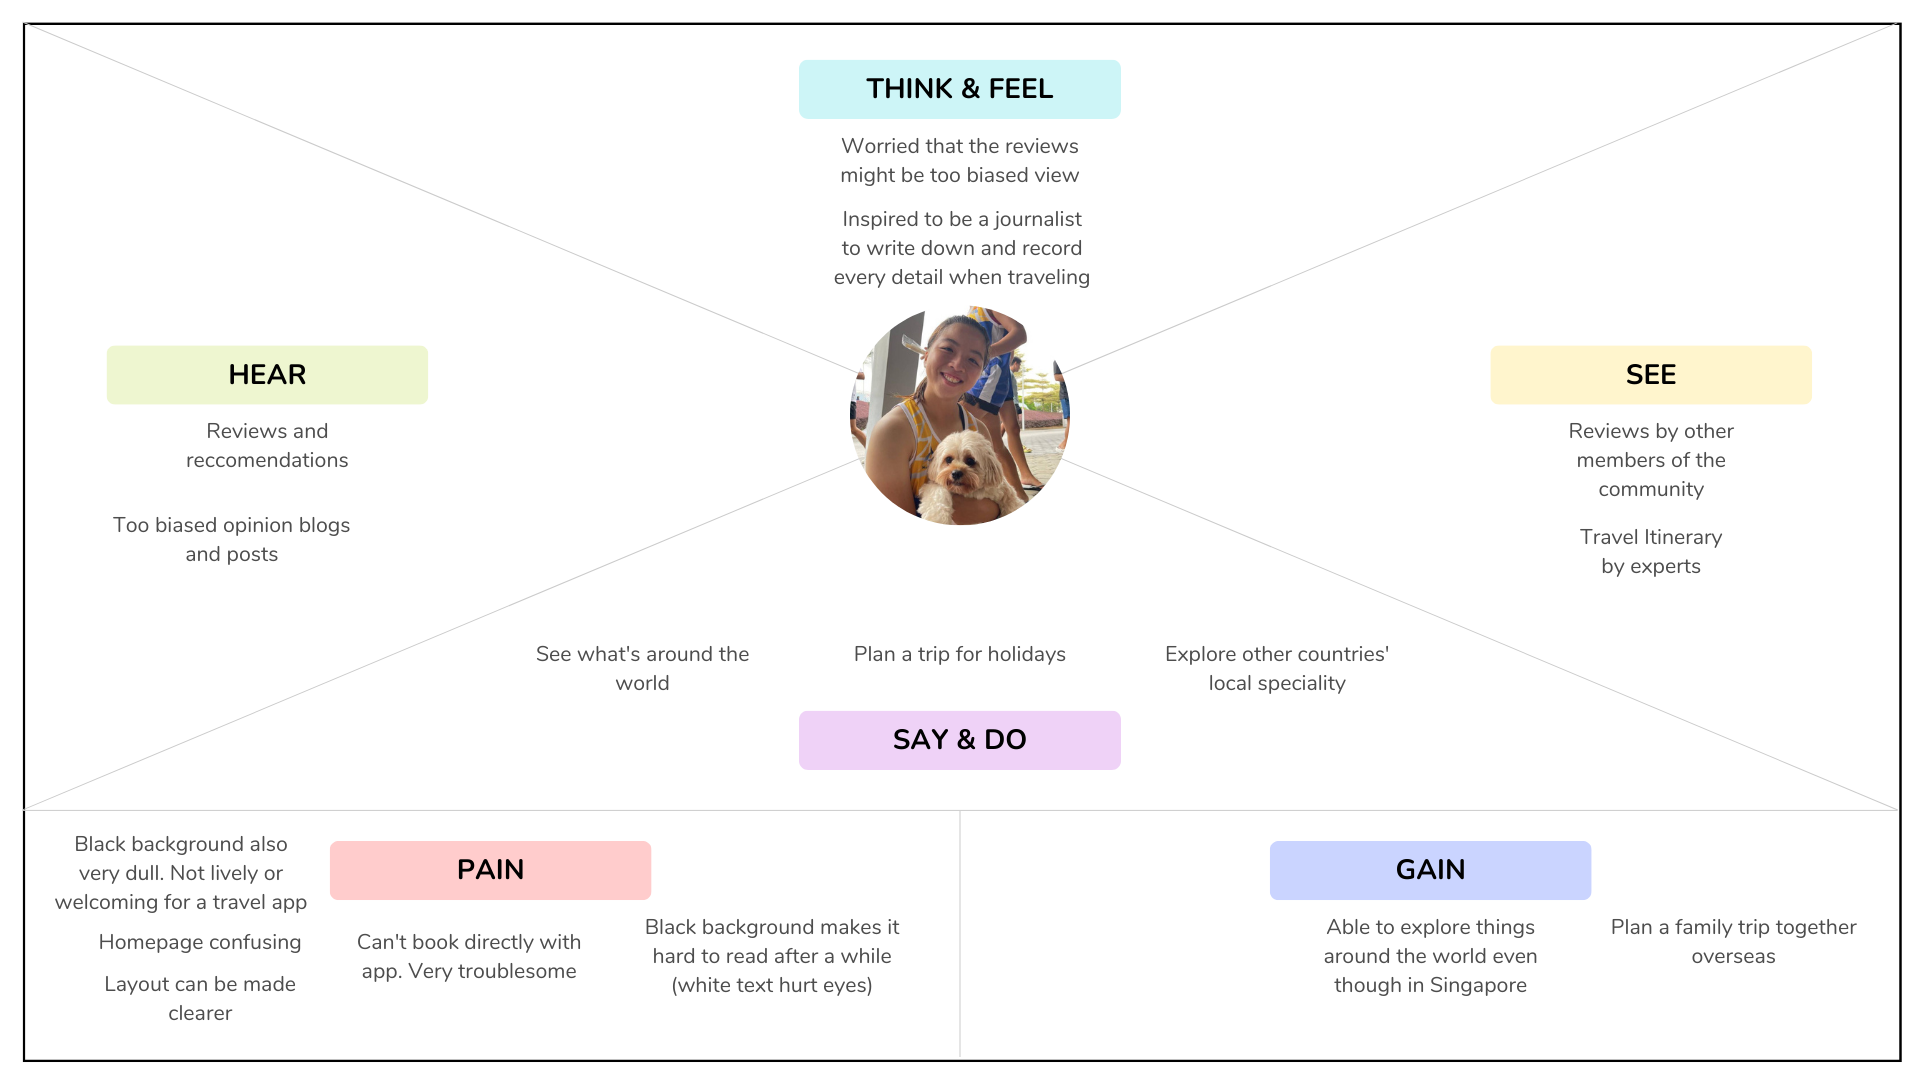 THINK & FEEL
Worried that the reviews
might be too biased view
Inspired to be a journalist
to write down and record
every detail when traveling
HEAR
Reviews and
reccomendations
Too biased opinion blogs
and posts
SEE
Reviews by other
members of the
community
Travel Itinerary
by experts
See what's around the
world
Plan a trip for holidays
Explore other countries'
local speciality
SAY & DO
PAIN
Black background also
very dull. Not lively or
welcoming for a travel app
Homepage confusing
Layout can be made
clearer
Can't book directly with
app. Very troublesome
Black background makes it
hard to read after a while
(white text hurt eyes)
GAIN
Able to explore things
around the world even
though in Singapore
Plan a family trip together
overseas